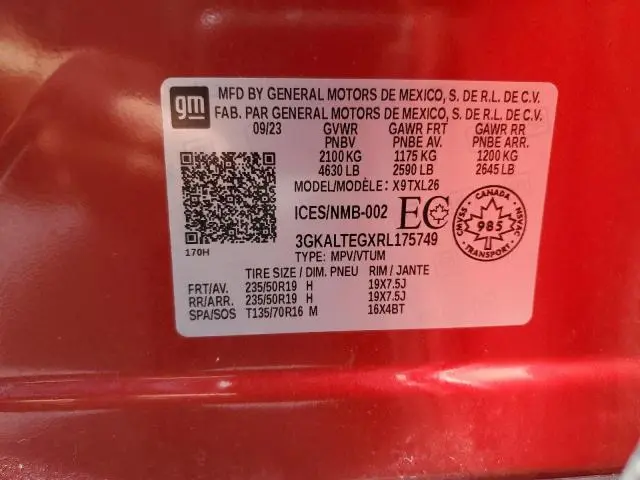 gm
MFD BY GENERAL MOTORS DE MEXICO, S. DE R.L. DE C.V.
FAB. PAR GENERAL MOTORS DE MEXICO, S. DE R.L. DE C.V.
09/23 GVWR GAWR FRT GAWR RR
PNBV PNBE AV. PNBE ARR.
2100 KG 1175 KG 1200 KG
4630 LB 2590 LB 2645 LB
MODEL/MODÈLE: X9TXL26
ICES/NMB-002 EC
CANADA
CMVSS 985 NSVAC
TRANSPORT
3GKALTEGXRL175749
170H TYPE: MPV/VTUM
TIRE SIZE / DIM. PNEU RIM / JANTE
FRT/AV. 235/50R19 H 19X7.5J
RR/ARR. 235/50R19 H 19X7.5J
SPA/SOS T135/70R16 M 16X4BT